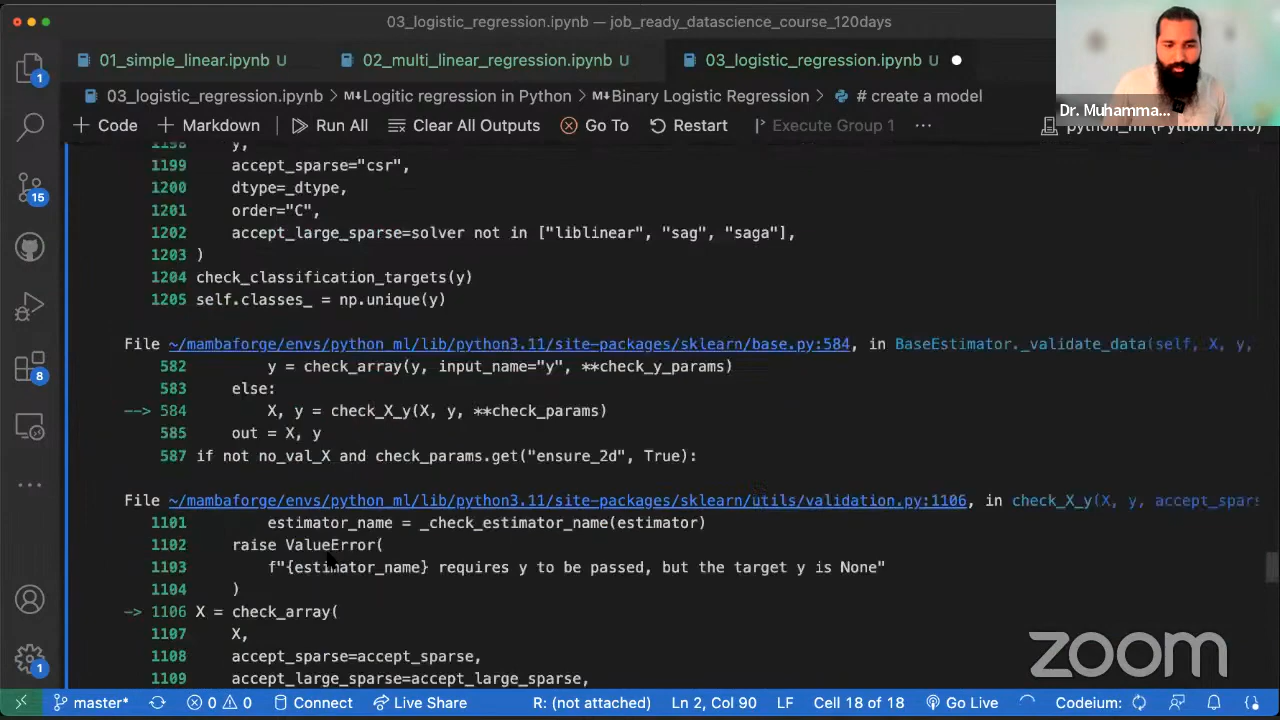 03_logistic_regression.ipynb — job_ready_datascience_course_120days
01_simple_linear.ipynb U
02_multi_linear_regression.ipynb U
03_logistic_regression.ipynb U
03_logistic_regression.ipynb > M↓Logitic regression in Python > M↓Binary Logistic Regression > # create a model
Dr. Muhamma...
+ Code + Markdown Run All Clear All Outputs Go To Restart Execute Group 1 ...
python_ml (Python 3.11.0)
1198 y,
1199 accept_sparse="csr",
1200 dtype=_dtype,
1201 order="C",
1202 accept_large_sparse=solver not in ["liblinear", "sag", "saga"],
1203 )
1204 check_classification_targets(y)
1205 self.classes_ = np.unique(y)
File ~/mambaforge/envs/python_ml/lib/python3.11/site-packages/sklearn/base.py:584, in BaseEstimator._validate_data(self, X, y,
582 y = check_array(y, input_name="y", **check_y_params)
583 else:
--> 584 X, y = check_X_y(X, y, **check_params)
585 out = X, y
587 if not no_val_X and check_params.get("ensure_2d", True):
File ~/mambaforge/envs/python_ml/lib/python3.11/site-packages/sklearn/utils/validation.py:1106, in check_X_y(X, y, accept_spars
1101 estimator_name = _check_estimator_name(estimator)
1102 raise ValueError(
1103 f"{estimator_name} requires y to be passed, but the target y is None"
1104 )
-> 1106 X = check_array(
1107 X,
1108 accept_sparse=accept_sparse,
1109 accept_large_sparse=accept_large_sparse,
zoom
1
15
8
1
master* 0 0 Connect Live Share R: (not attached) Ln 2, Col 90 LF Cell 18 of 18 Go Live Codeium: